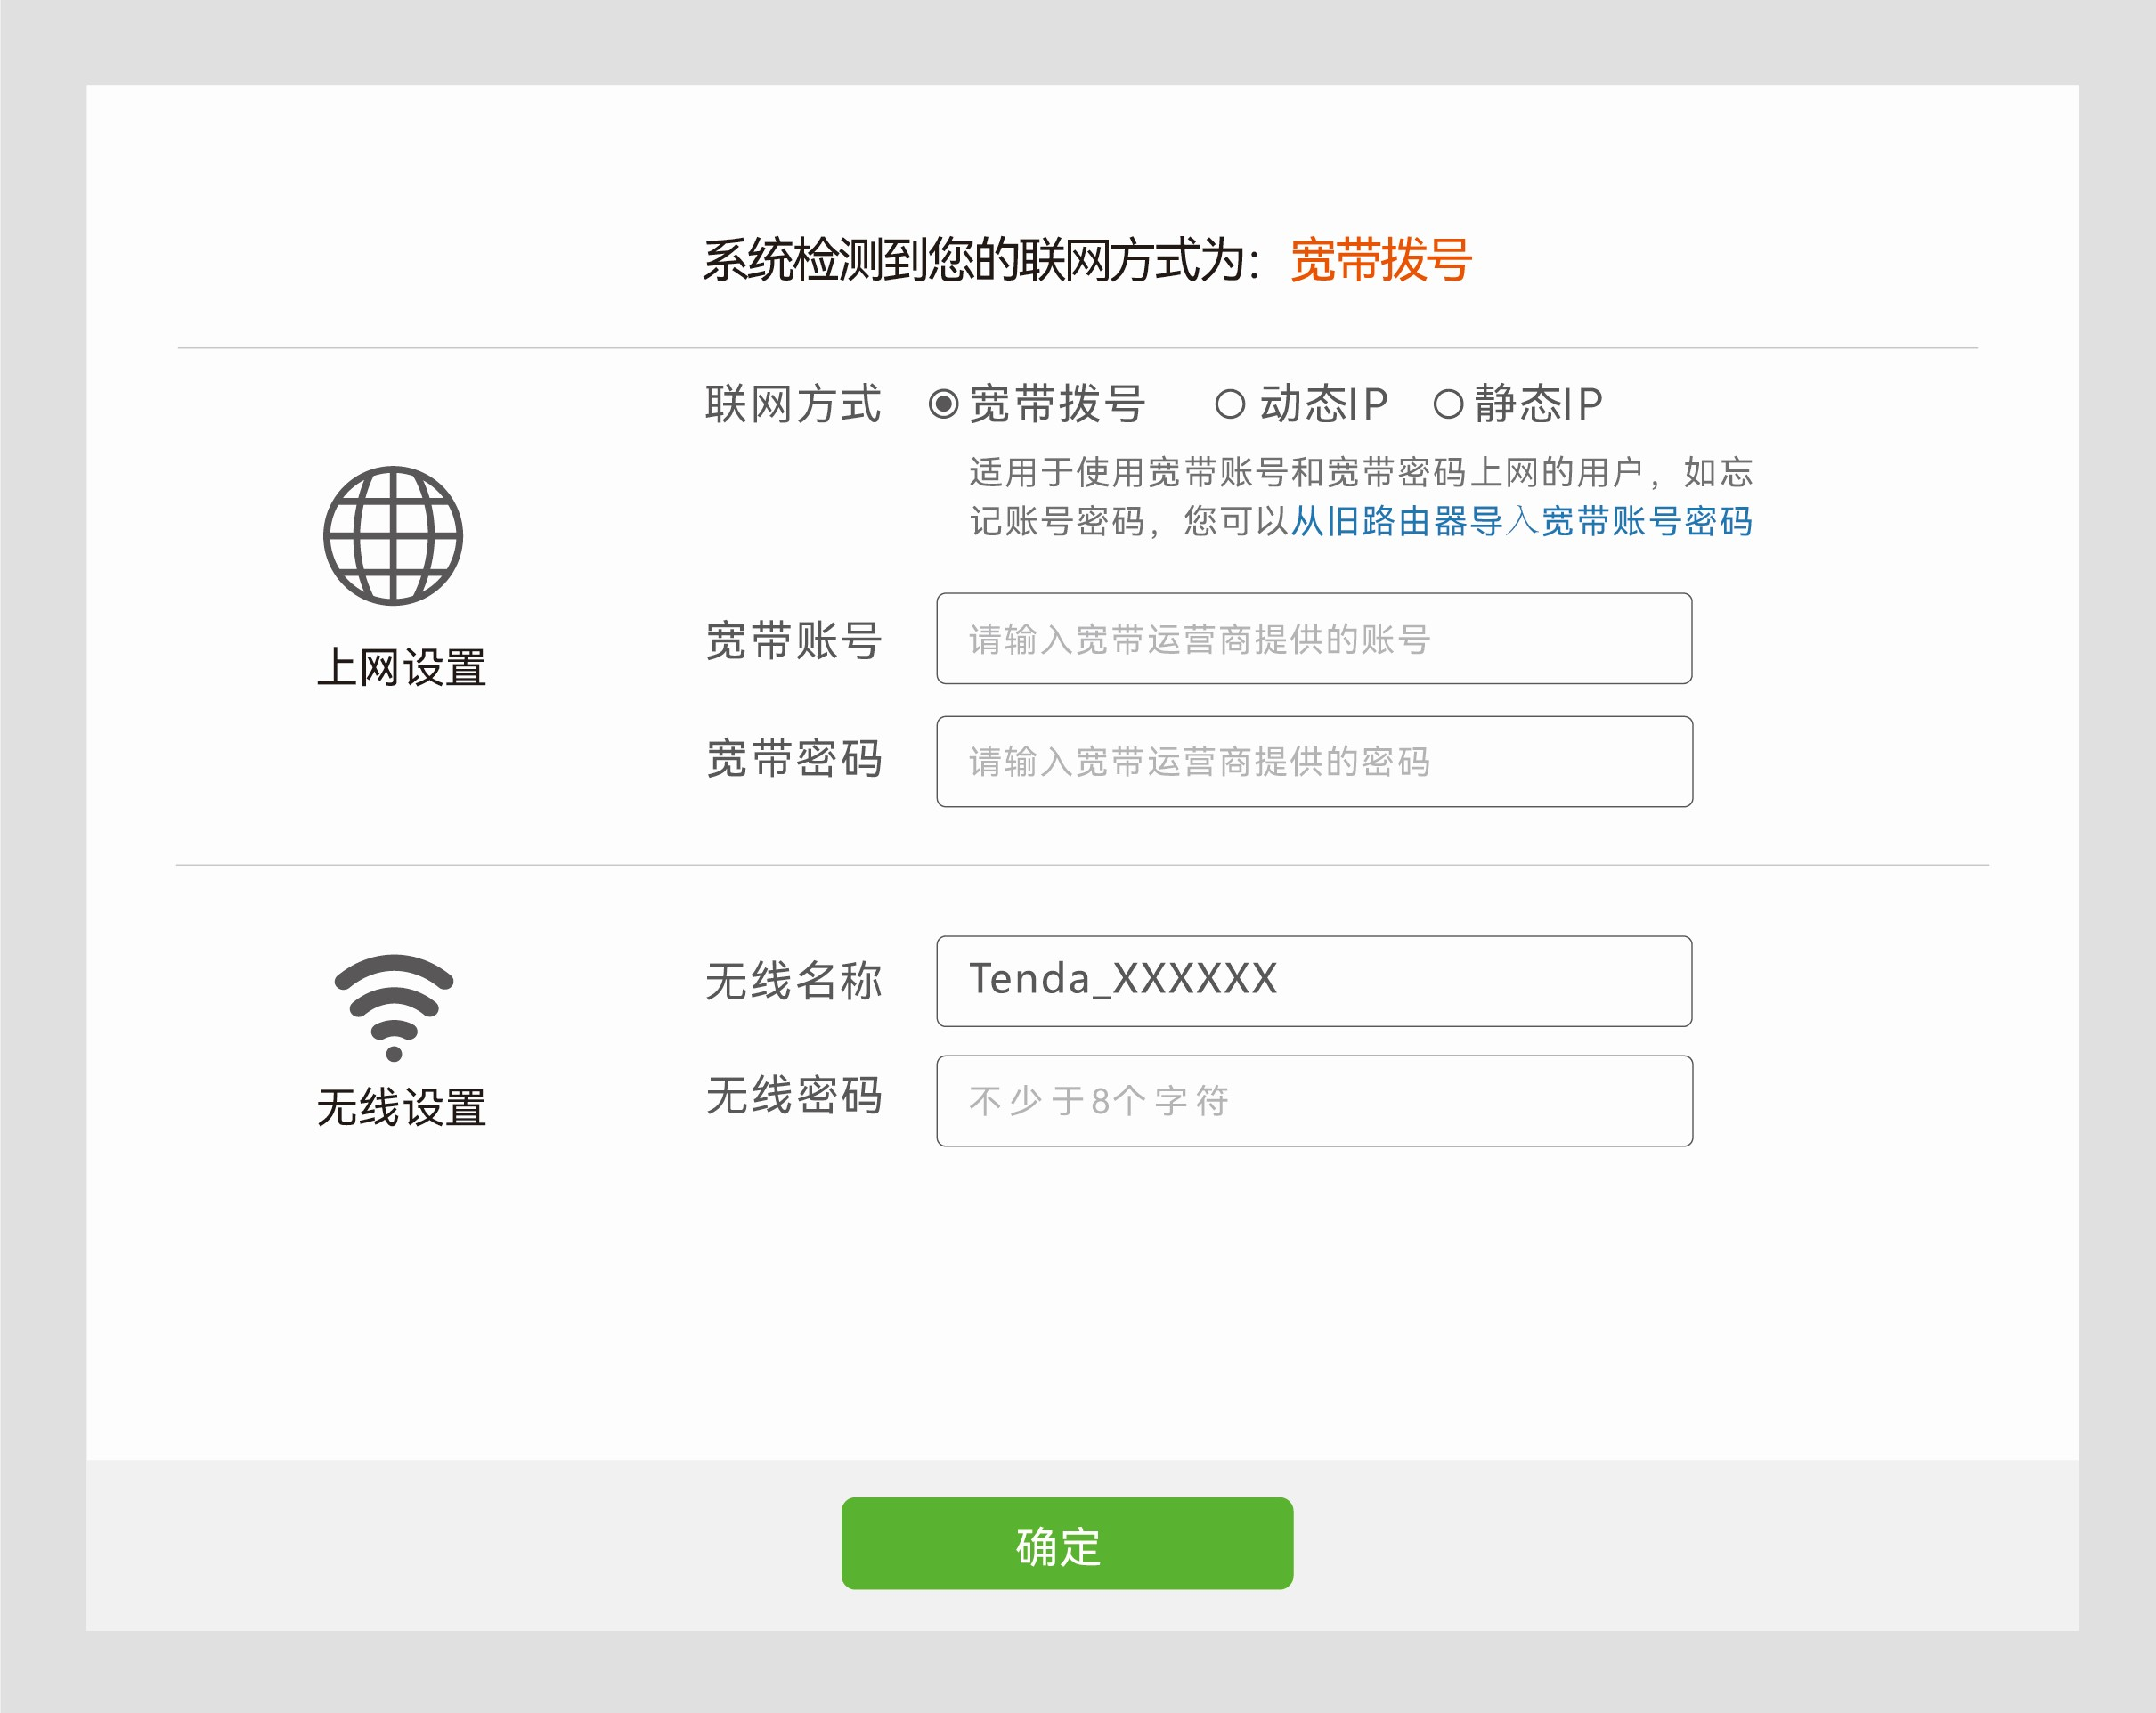 系统检测到您的联网方式为：宽带拨号
联网方式 宽带拨号 动态IP 静态IP
适用于使用宽带账号和宽带密码上网的用户，如忘
记账号密码，您可以从旧路由器导入宽带账号密码
上网设置
宽带账号 请输入宽带运营商提供的账号
宽带密码 请输入宽带运营商提供的密码
无线名称 Tenda_XXXXXX
无线设置
无线密码 不少于8个字符
确定